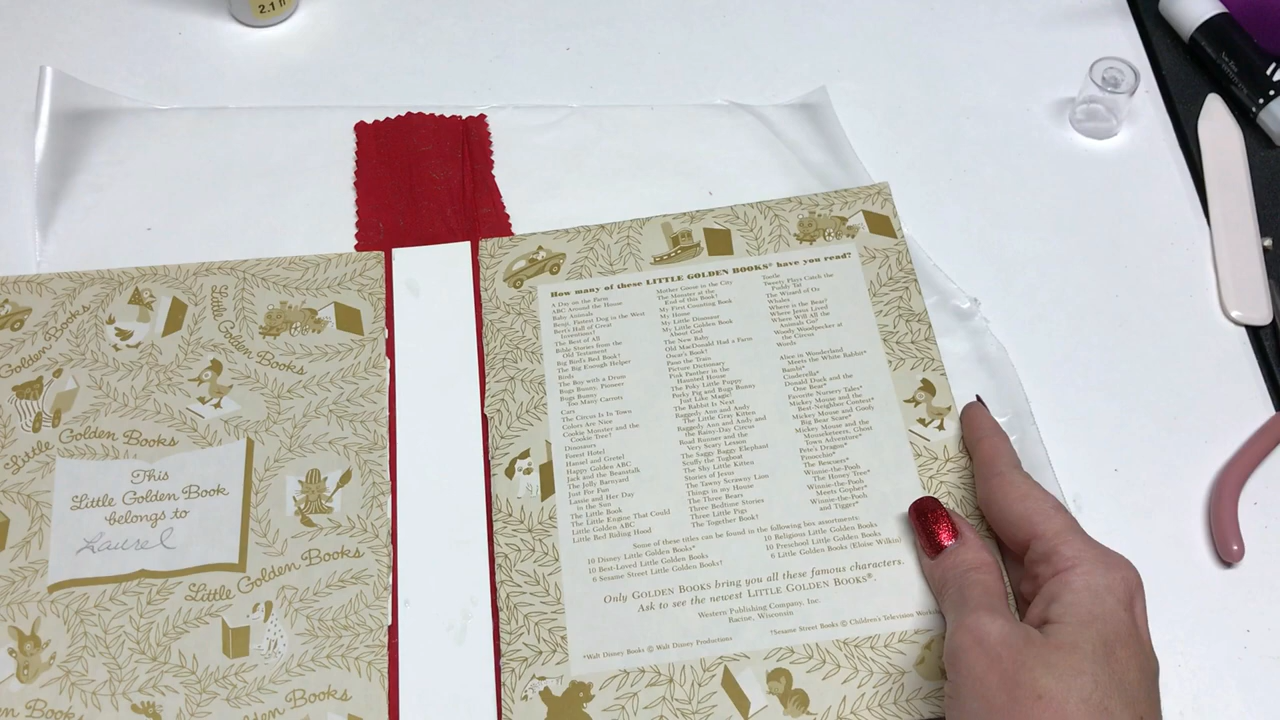 2.1 fl
Little Golden Books
Little Golden Books
Golden Books
Little Golden Books
This
Little Golden Book
belongs to
Laurel
Little Golden Books
Golden Books
Little Golden Books
How many of these LITTLE GOLDEN BOOKS® have you read?
A Day on the Farm
ABC Around the House
Baby Animals
Benji, Fastest Dog in the West
Bert's Hall of Great
Inventions†
The Best of All
Bible Stories from the
Old Testament
Big Bird's Red Book†
The Big Enough Helper
Birds
The Boy with a Drum
Bugs Bunny, Pioneer
Bugs Bunny
Too Many Carrots
Cars
The Circus Is In Town
Colors Are Nice
Cookie Monster and the
Cookie Tree†
Dinosaurs
Forest Hotel
Hansel and Gretel
Happy Golden ABC
Jack and the Beanstalk
The Jolly Barnyard
Just For Fun
Lassie and Her Day
in the Sun
The Little Book
The Little Engine That Could
Little Golden ABC
Little Red Riding Hood
Mother Goose in the City
The Monster at the
End of this Book†
My First Counting Book
My Home
My Little Dinosaur
My Little Golden Book
About God
The New Baby
Old MacDonald Had a Farm
Oscar's Book†
Pano the Train
Picture Dictionary
Pink Panther in the
Haunted House
The Poky Little Puppy
Porky Pig and Bugs Bunny
Just Like Magic†
The Rabbit Is Next
Raggedy Ann and Andy
The Little Gray Kitten
Raggedy Ann and Andy and
the Rainy-Day Circus
Road Runner and the
Very Scary Lesson
The Saggy Baggy Elephant
Scuffy the Tugboat
The Shy Little Kitten
Stories of Jesus
The Tawny Scrawny Lion
Things in my House
The Three Bears
Three Bedtime Stories
Three Little Pigs
The Together Book†
Tootle
Tweety Plays Catch the
Puddy Tat
The Wizard of Oz
Whales
Where is the Bear?
Where Jesus Lived
Where Will All the
Animals Go?
Woody Woodpecker at
the Circus
Words
Alice in Wonderland
Meets the White Rabbit*
Bambi*
Cinderella*
Donald Duck and the
One Bear*
Favorite Nursery Tales*
Mickey Mouse and the
Best-Neighbor Contest*
Mickey Mouse and Goofy
Big Bear Scare*
Mickey Mouse and the
Mouseketeers, Ghost
Town Adventure*
Pete's Dragon*
Pinocchio*
The Rescuers*
Winnie-the-Pooh
The Honey Tree*
Winnie-the-Pooh
Meets Gopher*
Winnie-the-Pooh
and Tigger*
Some of these titles can be found in the following box assortments:
10 Disney Little Golden Books*
10 Best-Loved Little Golden Books
6 Sesame Street Little Golden Books†
10 Religious Little Golden Books
10 Preschool Little Golden Books
6 Little Golden Books (Eloise Wilkin)
Only GOLDEN BOOKS bring you all these famous characters.
Ask to see the newest LITTLE GOLDEN BOOKS®.
Western Publishing Company, Inc.
Racine, Wisconsin
*Walt Disney Books © Walt Disney Productions
†Sesame Street Books © Children's Television Works